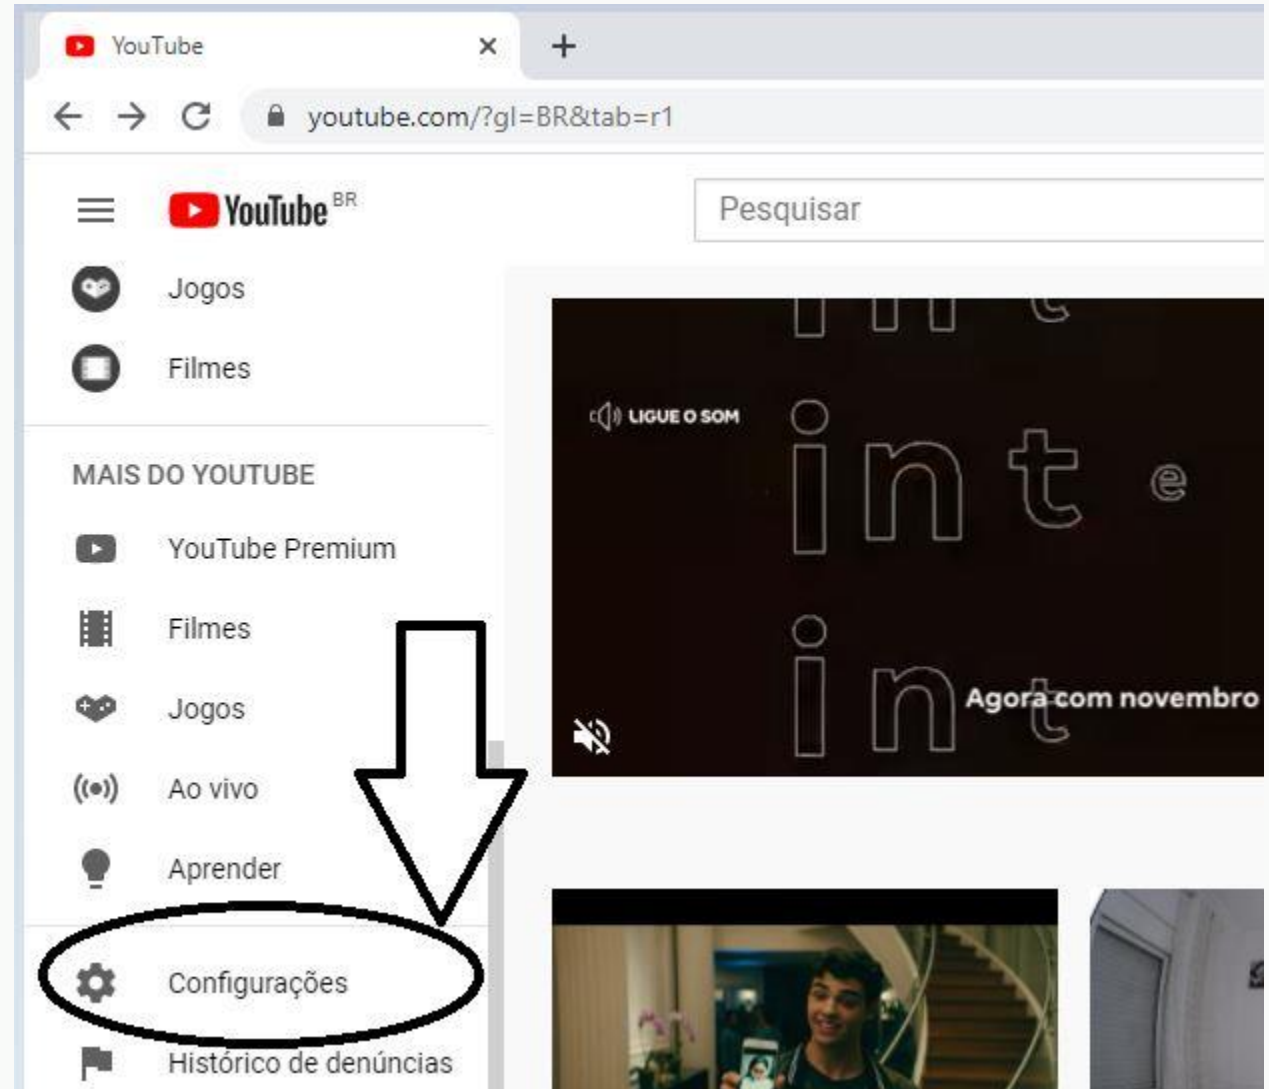 YouTube
youtube.com/?gl=BR&tab=r1
YouTube BR
Pesquisar
Jogos
Filmes
MAIS DO YOUTUBE
YouTube Premium
Filmes
Jogos
Ao vivo
Aprender
Configurações
Histórico de denúncias
int
LIGUE O SOM
inte
int
Agora com novembro